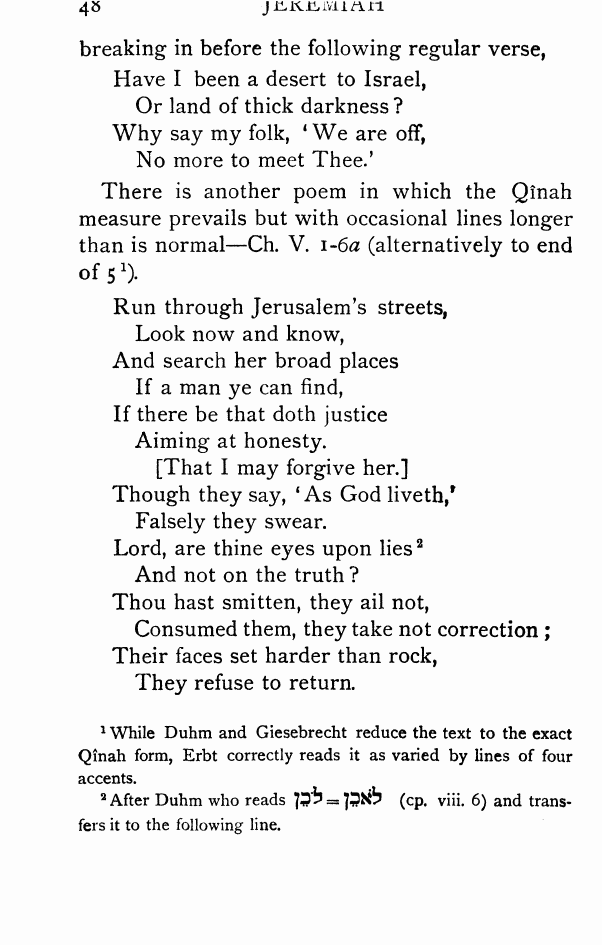 48 JEREMIAH
breaking in before the following regular verse,
Have I been a desert to Israel,
Or land of thick darkness?
Why say my folk, ‘We are off,
No more to meet Thee.’
There is another poem in which the Qînah
measure prevails but with occasional lines longer
than is normal—Ch. V. 1-6a (alternatively to end
of 5 ¹).
Run through Jerusalem's streets,
Look now and know,
And search her broad places
If a man ye can find,
If there be that doth justice
Aiming at honesty.
[That I may forgive her.]
Though they say, ‘As God liveth,’
Falsely they swear.
Lord, are thine eyes upon lies ²
And not on the truth?
Thou hast smitten, they ail not,
Consumed them, they take not correction;
Their faces set harder than rock,
They refuse to return.
¹ While Duhm and Giesebrecht reduce the text to the exact
Qînah form, Erbt correctly reads it as varied by lines of four
accents.
² After Duhm who reads לכֵן = לאכֵן (cp. viii. 6) and trans-
fers it to the following line.